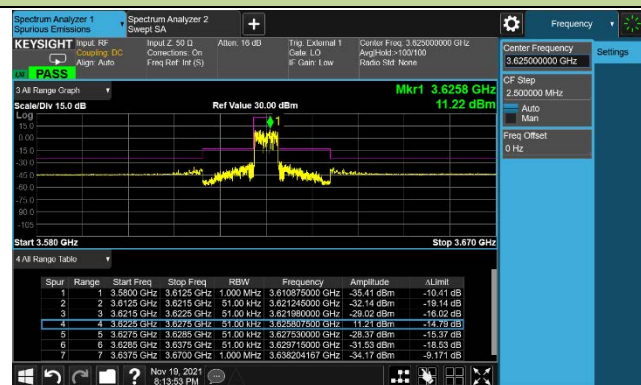 Spectrum Analyzer 1
Spurious Emissions
Spectrum Analyzer 2
Swept SA
Frequency
KEYSIGHT
Input: RF
Coupling: DC
Align: Auto
Input Z: 50 Ω
Corrections: On
Freq Ref: Int (S)
Atten: 16 dB
Trig: External 1
Gate: LO
IF Gain: Low
Center Freq: 3.625000000 GHz
Avg|Hold:>100/100
Radio Std: None
PASS
Center Frequency
3.625000000 GHz
Settings
CF Step
2.500000 MHz
Auto
Man
Freq Offset
0 Hz
3 All Range Graph
Mkr1 3.6258 GHz
11.22 dBm
Scale/Div 15.0 dB
Ref Value 30.00 dBm
Log
15.0
0.00
-15.0
-30.0
-45.0
-60.0
-75.0
-90.0
-105
1
Start 3.580 GHz
Stop 3.670 GHz
4 All Range Table
Spur Range Start Freq Stop Freq RBW Frequency Amplitude ΔLimit
1 1 3.5800 GHz 3.6125 GHz 1.000 MHz 3.610875000 GHz -35.41 dBm -10.41 dB
2 2 3.6125 GHz 3.6215 GHz 51.00 kHz 3.621245000 GHz -32.14 dBm -19.14 dB
3 3 3.6215 GHz 3.6225 GHz 51.00 kHz 3.621980000 GHz -29.02 dBm -16.02 dB
4 4 3.6225 GHz 3.6275 GHz 51.00 kHz 3.625807500 GHz 11.21 dBm -14.79 dB
5 5 3.6275 GHz 3.6285 GHz 51.00 kHz 3.627530000 GHz -28.37 dBm -15.37 dB
6 6 3.6285 GHz 3.6375 GHz 51.00 kHz 3.629715000 GHz -31.53 dBm -18.53 dB
7 7 3.6375 GHz 3.6700 GHz 1.000 MHz 3.638204167 GHz -34.17 dBm -9.171 dB
Nov 19, 2021
8:13:53 PM